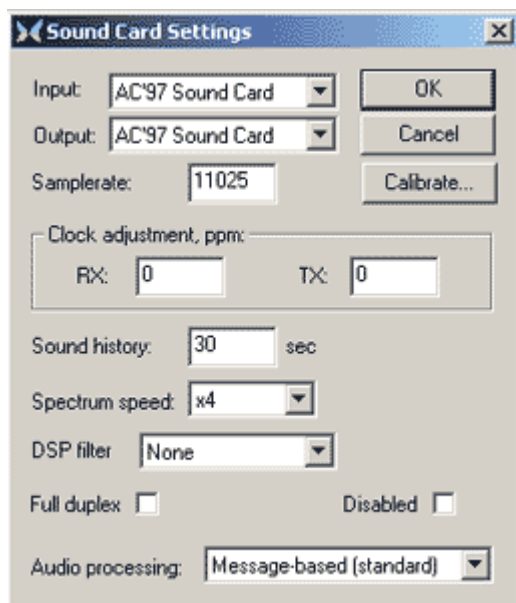 Sound Card Settings
Input: AC'97 Sound Card OK
Output: AC'97 Sound Card Cancel
Samplerate: 11025 Calibrate...
Clock adjustment, ppm:
RX: 0 TX: 0
Sound history: 30 sec
Spectrum speed: x4
DSP filter None
Full duplex Disabled
Audio processing: Message-based (standard)